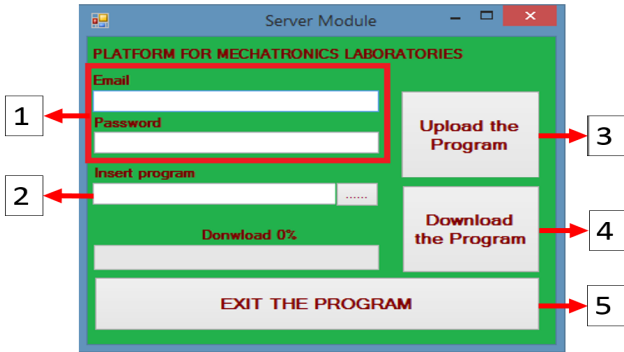 Server Module
PLATFORM FOR MECHATRONICS LABORATORIES
Email
1
Password
Upload the
Program
3
Insert program
2
......
Donwload 0%
Download
the Program
4
EXIT THE PROGRAM
5